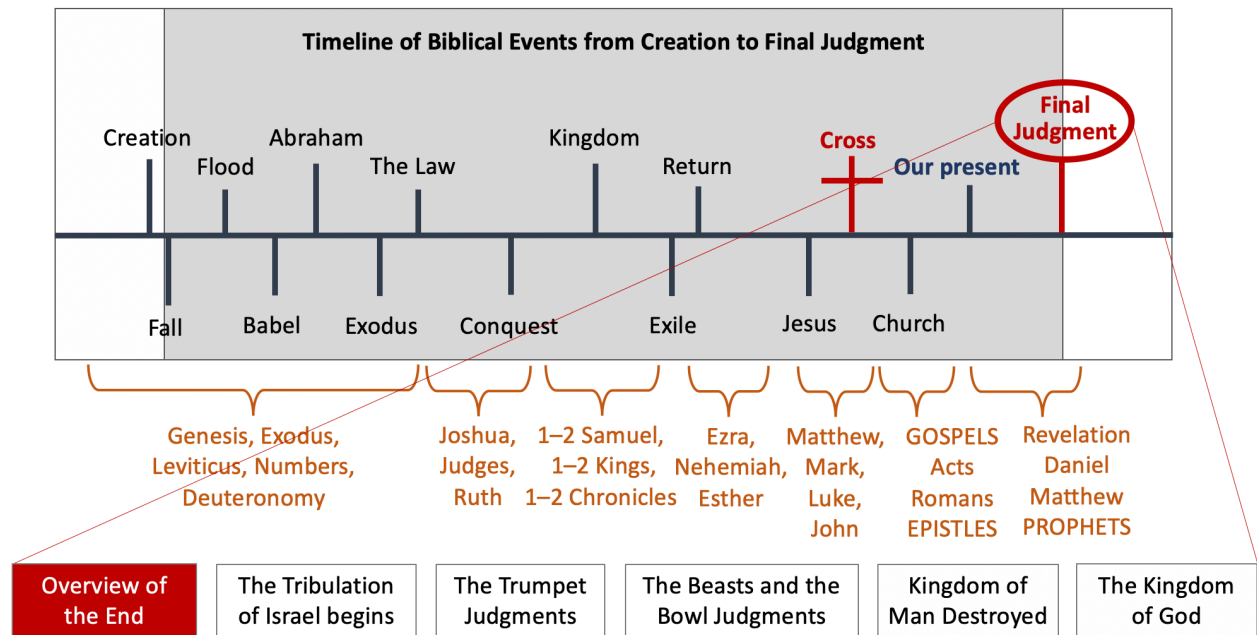 Timeline of Biblical Events from Creation to Final Judgment
Creation
Flood
Abraham
The Law
Kingdom
Return
Cross
Our present
Final
Judgment
Fall
Babel
Exodus
Conquest
Exile
Jesus
Church
Genesis, Exodus,
Leviticus, Numbers,
Deuteronomy
Joshua,
Judges,
Ruth
1–2 Samuel,
1–2 Kings,
1–2 Chronicles
Ezra,
Nehemiah,
Esther
Matthew,
Mark,
Luke,
John
GOSPELS
Acts
Romans
EPISTLES
Revelation
Daniel
Matthew
PROPHETS
Overview of
the End
The Tribulation
of Israel begins
The Trumpet
Judgments
The Beasts and the
Bowl Judgments
Kingdom of
Man Destroyed
The Kingdom
of God